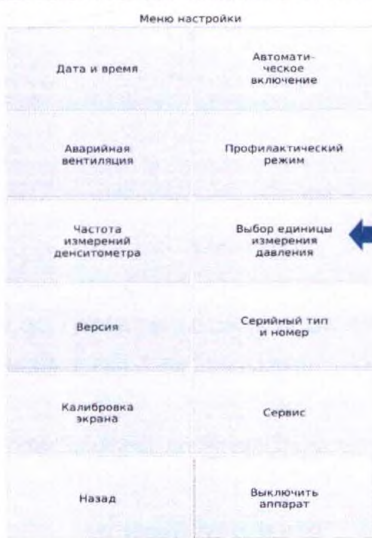 Меню настройки
Дата и время
Автомати-
ческое
включение
Аварийная
вентиляция
Профилактический
режим
Частота
измерений
денситометра
Выбор единицы
измерения
давления
Версия
Серийный тип
и номер
Калибровка
экрана
Сервис
Назад
Выключить
аппарат